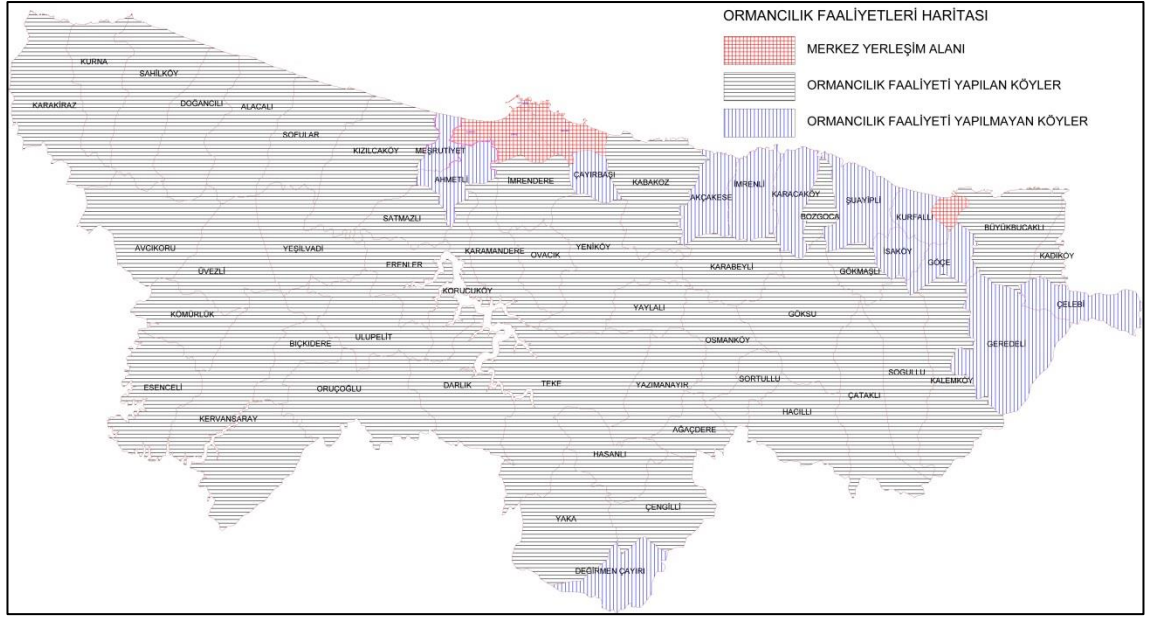 ORMANCILIK FAALİYETLERİ HARİTASI
MERKEZ YERLEŞİM ALANI
ORMANCILIK FAALİYETİ YAPILAN KÖYLER
ORMANCILIK FAALİYETİ YAPILMAYAN KÖYLER
KURNA
SAHİLKÖY
KARAKİRAZ
DOĞANCILI
ALACALI
SOFULAR
KIZILCAKÖY
MEŞRUTİYET
AHMETLİ
İMRENDERE
ÇAYIRBAŞI
KABAKOZ
AKÇAKESE
İMRENLİ
KARACAKÖY
BOZGOCA
ŞUAYİPLİ
KURFALLI
BÜYÜKBUCAKLI
KADIKÖY
SATMAZLI
AVCIKORU
YEŞİLVADİ
KARAMANDERE
OVACIK
YENİKÖY
SAKÖY
GÖÇE
ÜVEZLİ
ERENLER
KARABEYLİ
GÖKMAŞLI
KORUCUKÖY
ÇELEBİ
KÖMÜRLÜK
YAYLALI
GÖKSU
BIÇKIDERE
ULUPELİT
OSMANKÖY
GEREDELİ
ESENCELİ
ORUÇOĞLU
DARLIK
TEKE
YAZIMANAYIR
SORTULLU
SOGULLU
KALEMKÖY
ÇATAKLI
KERVANSARAY
HACILLI
AĞAÇDERE
HASANLI
YAKA
ÇENGİLLİ
DEĞİRMEN ÇAYIRI